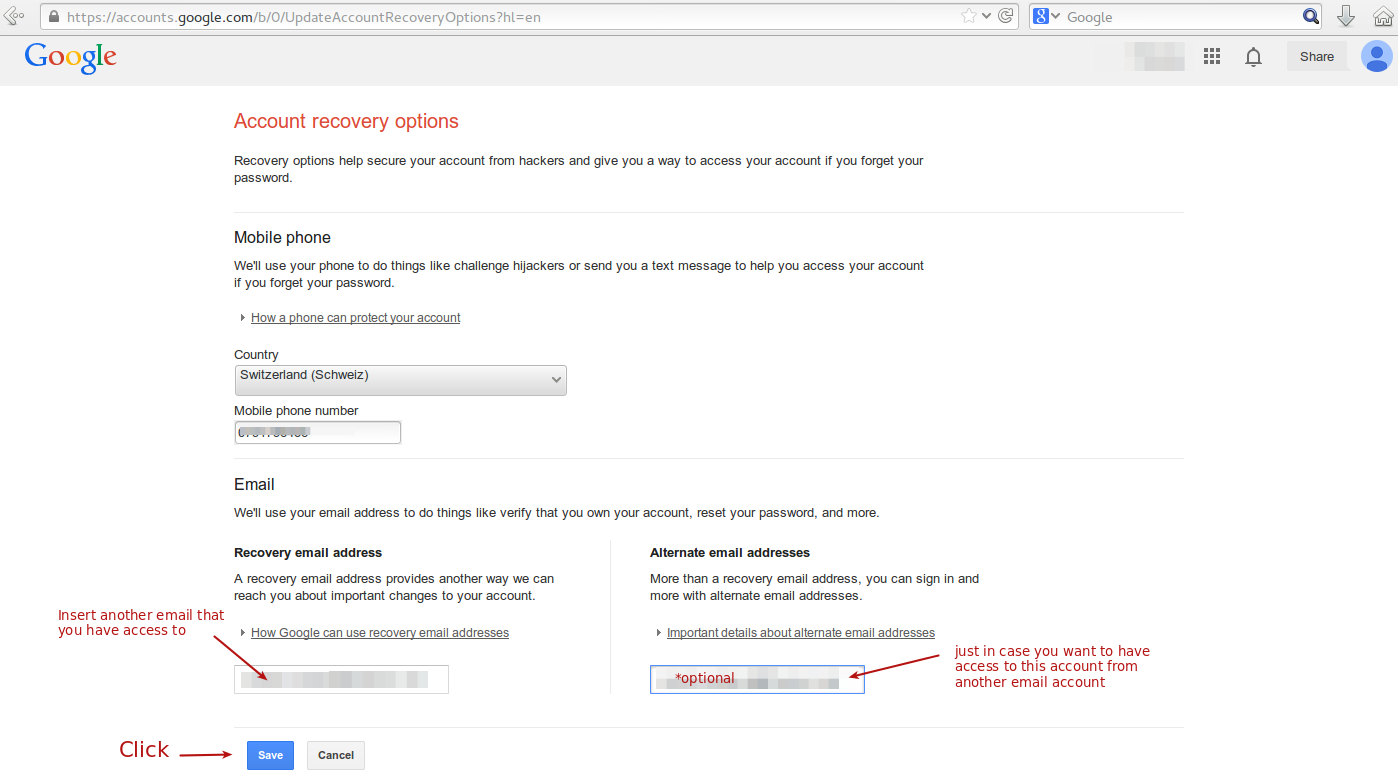 https://accounts.google.com/b/0/UpdateAccountRecoveryOptions?hl=en
8 Google
Google
Share
Account recovery options
Recovery options help secure your account from hackers and give you a way to access your account if you forget your
password.
Mobile phone
We'll use your phone to do things like challenge hijackers or send you a text message to help you access your account
if you forget your password.
How a phone can protect your account
Country
Switzerland (Schweiz)
Mobile phone number
Email
We'll use your email address to do things like verify that you own your account, reset your password, and more.
Recovery email address
A recovery email address provides another way we can
reach you about important changes to your account.
Insert another email that
you have access to
How Google can use recovery email addresses
Alternate email addresses
More than a recovery email address, you can sign in and
more with alternate email addresses.
Important details about alternate email addresses
*optional
just in case you want to have
access to this account from
another email account
Click
Save
Cancel